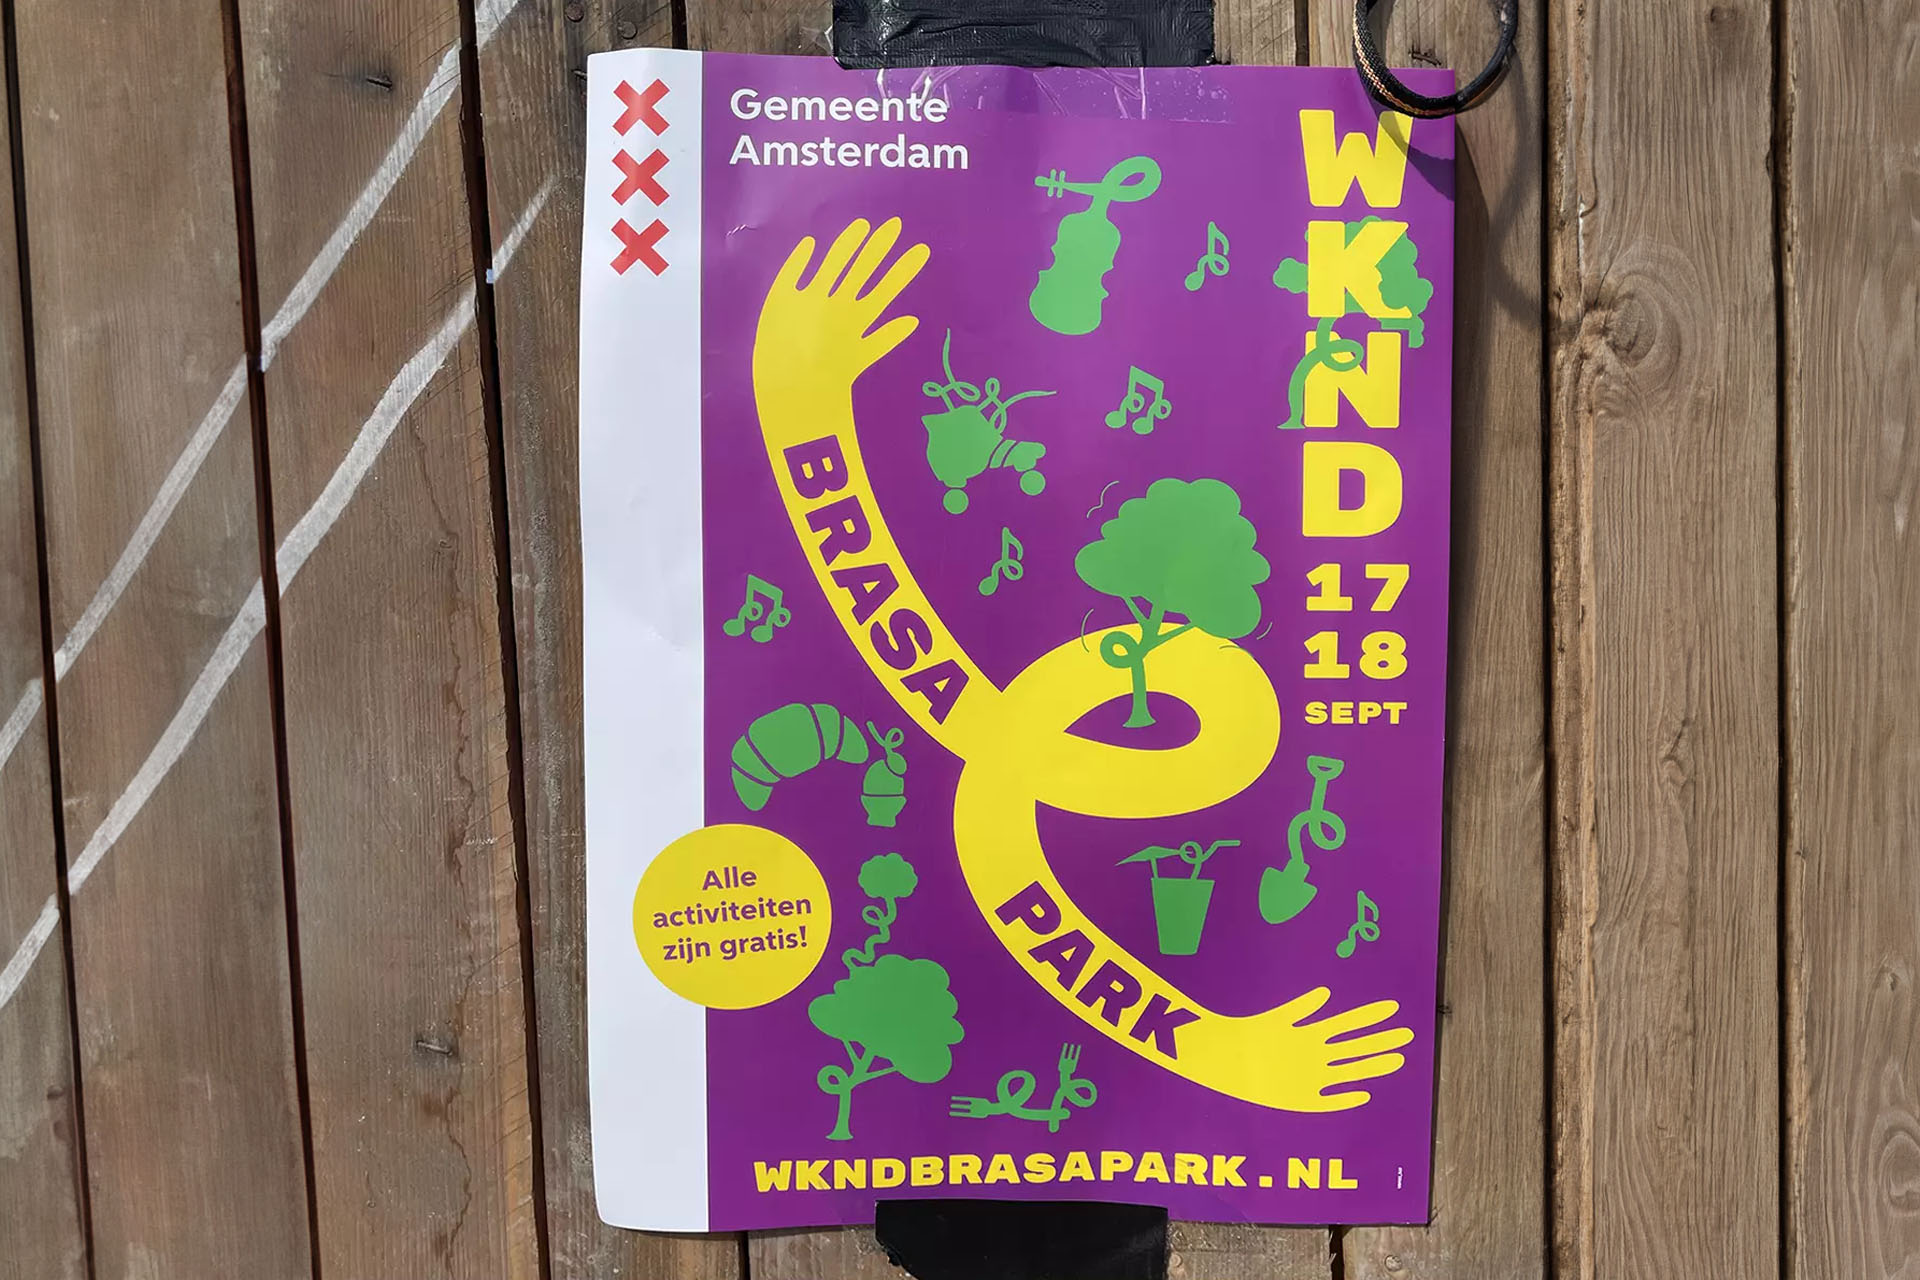 Gemeente
Amsterdam
WKND
17
18
SEPT
BRASA
PARK
Alle
activiteiten
zijn gratis!
WKNDBRASAPARK.NL